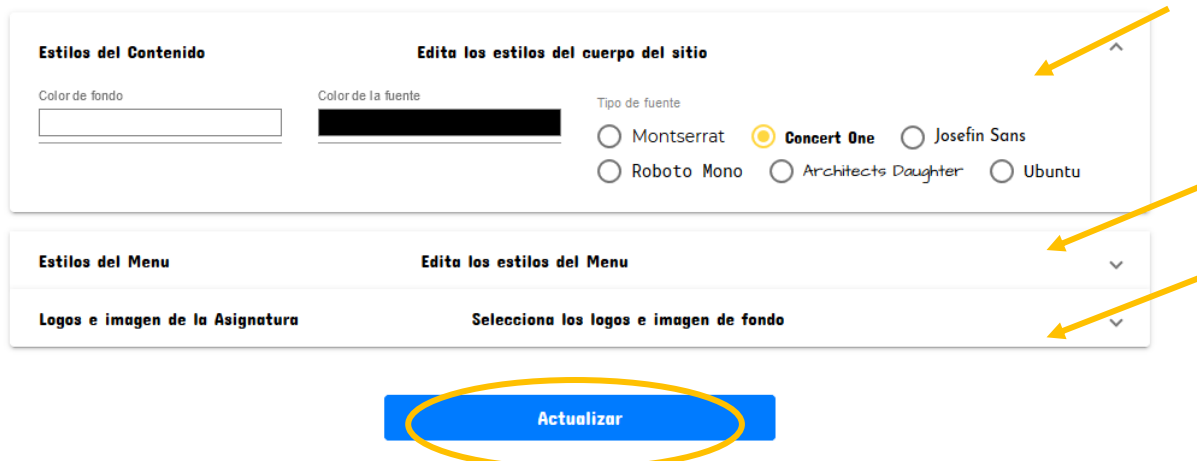 Estilos del Contenido Edita los estilos del cuerpo del sitio
Color de fondo Color de la fuente Tipo de fuente
Montserrat Concert One Josefin Sans
Roboto Mono Architects Daughter Ubuntu
Estilos del Menu Edita los estilos del Menu
Logos e imagen de la Asignatura Selecciona los logos e imagen de fondo
Actualizar